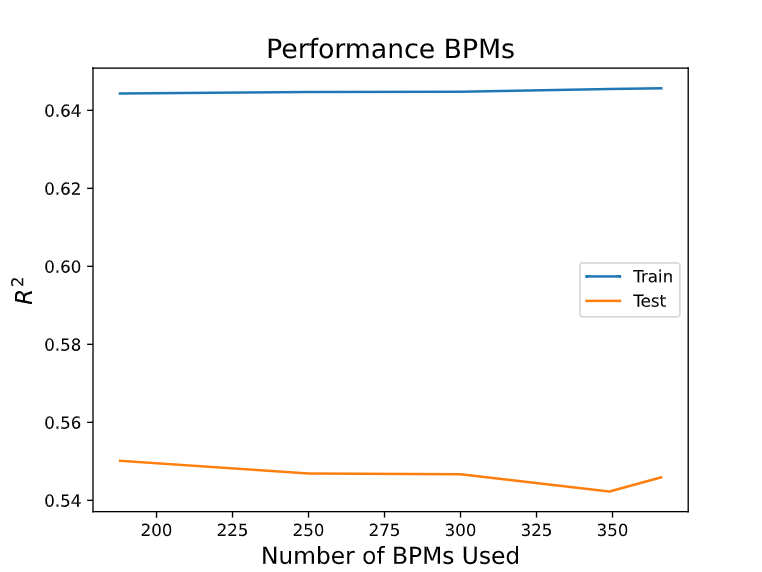 Performance BPMs
0.64
0.62
0.60
0.58
0.56
0.54
R²
Train
Test
200 225 250 275 300 325 350
Number of BPMs Used